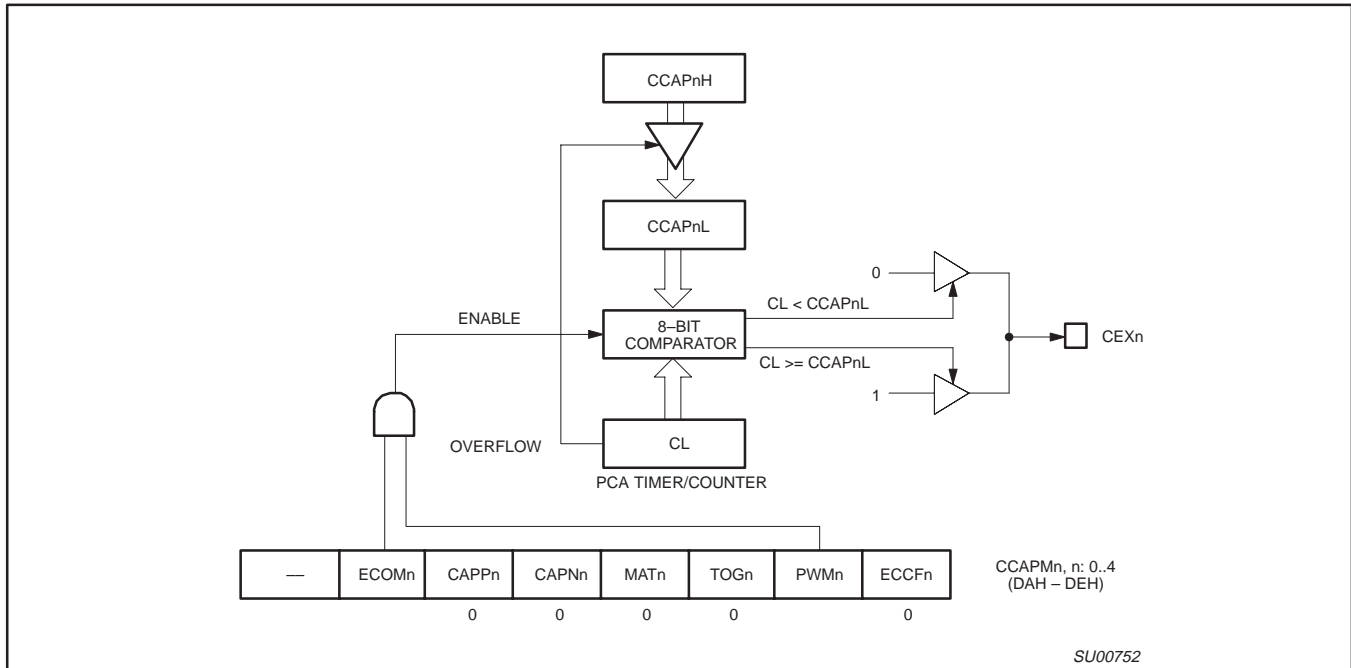 CCAPnH
CCAPnL
0
CL < CCAPnL
ENABLE
8–BIT
COMPARATOR
CEXn
CL >= CCAPnL
1
OVERFLOW
CL
PCA TIMER/COUNTER
— ECOMn CAPPn CAPNn MATn TOGn PWMn ECCFn
CCAPMn, n: 0..4
(DAH – DEH)
0 0 0 0 0
SU00752